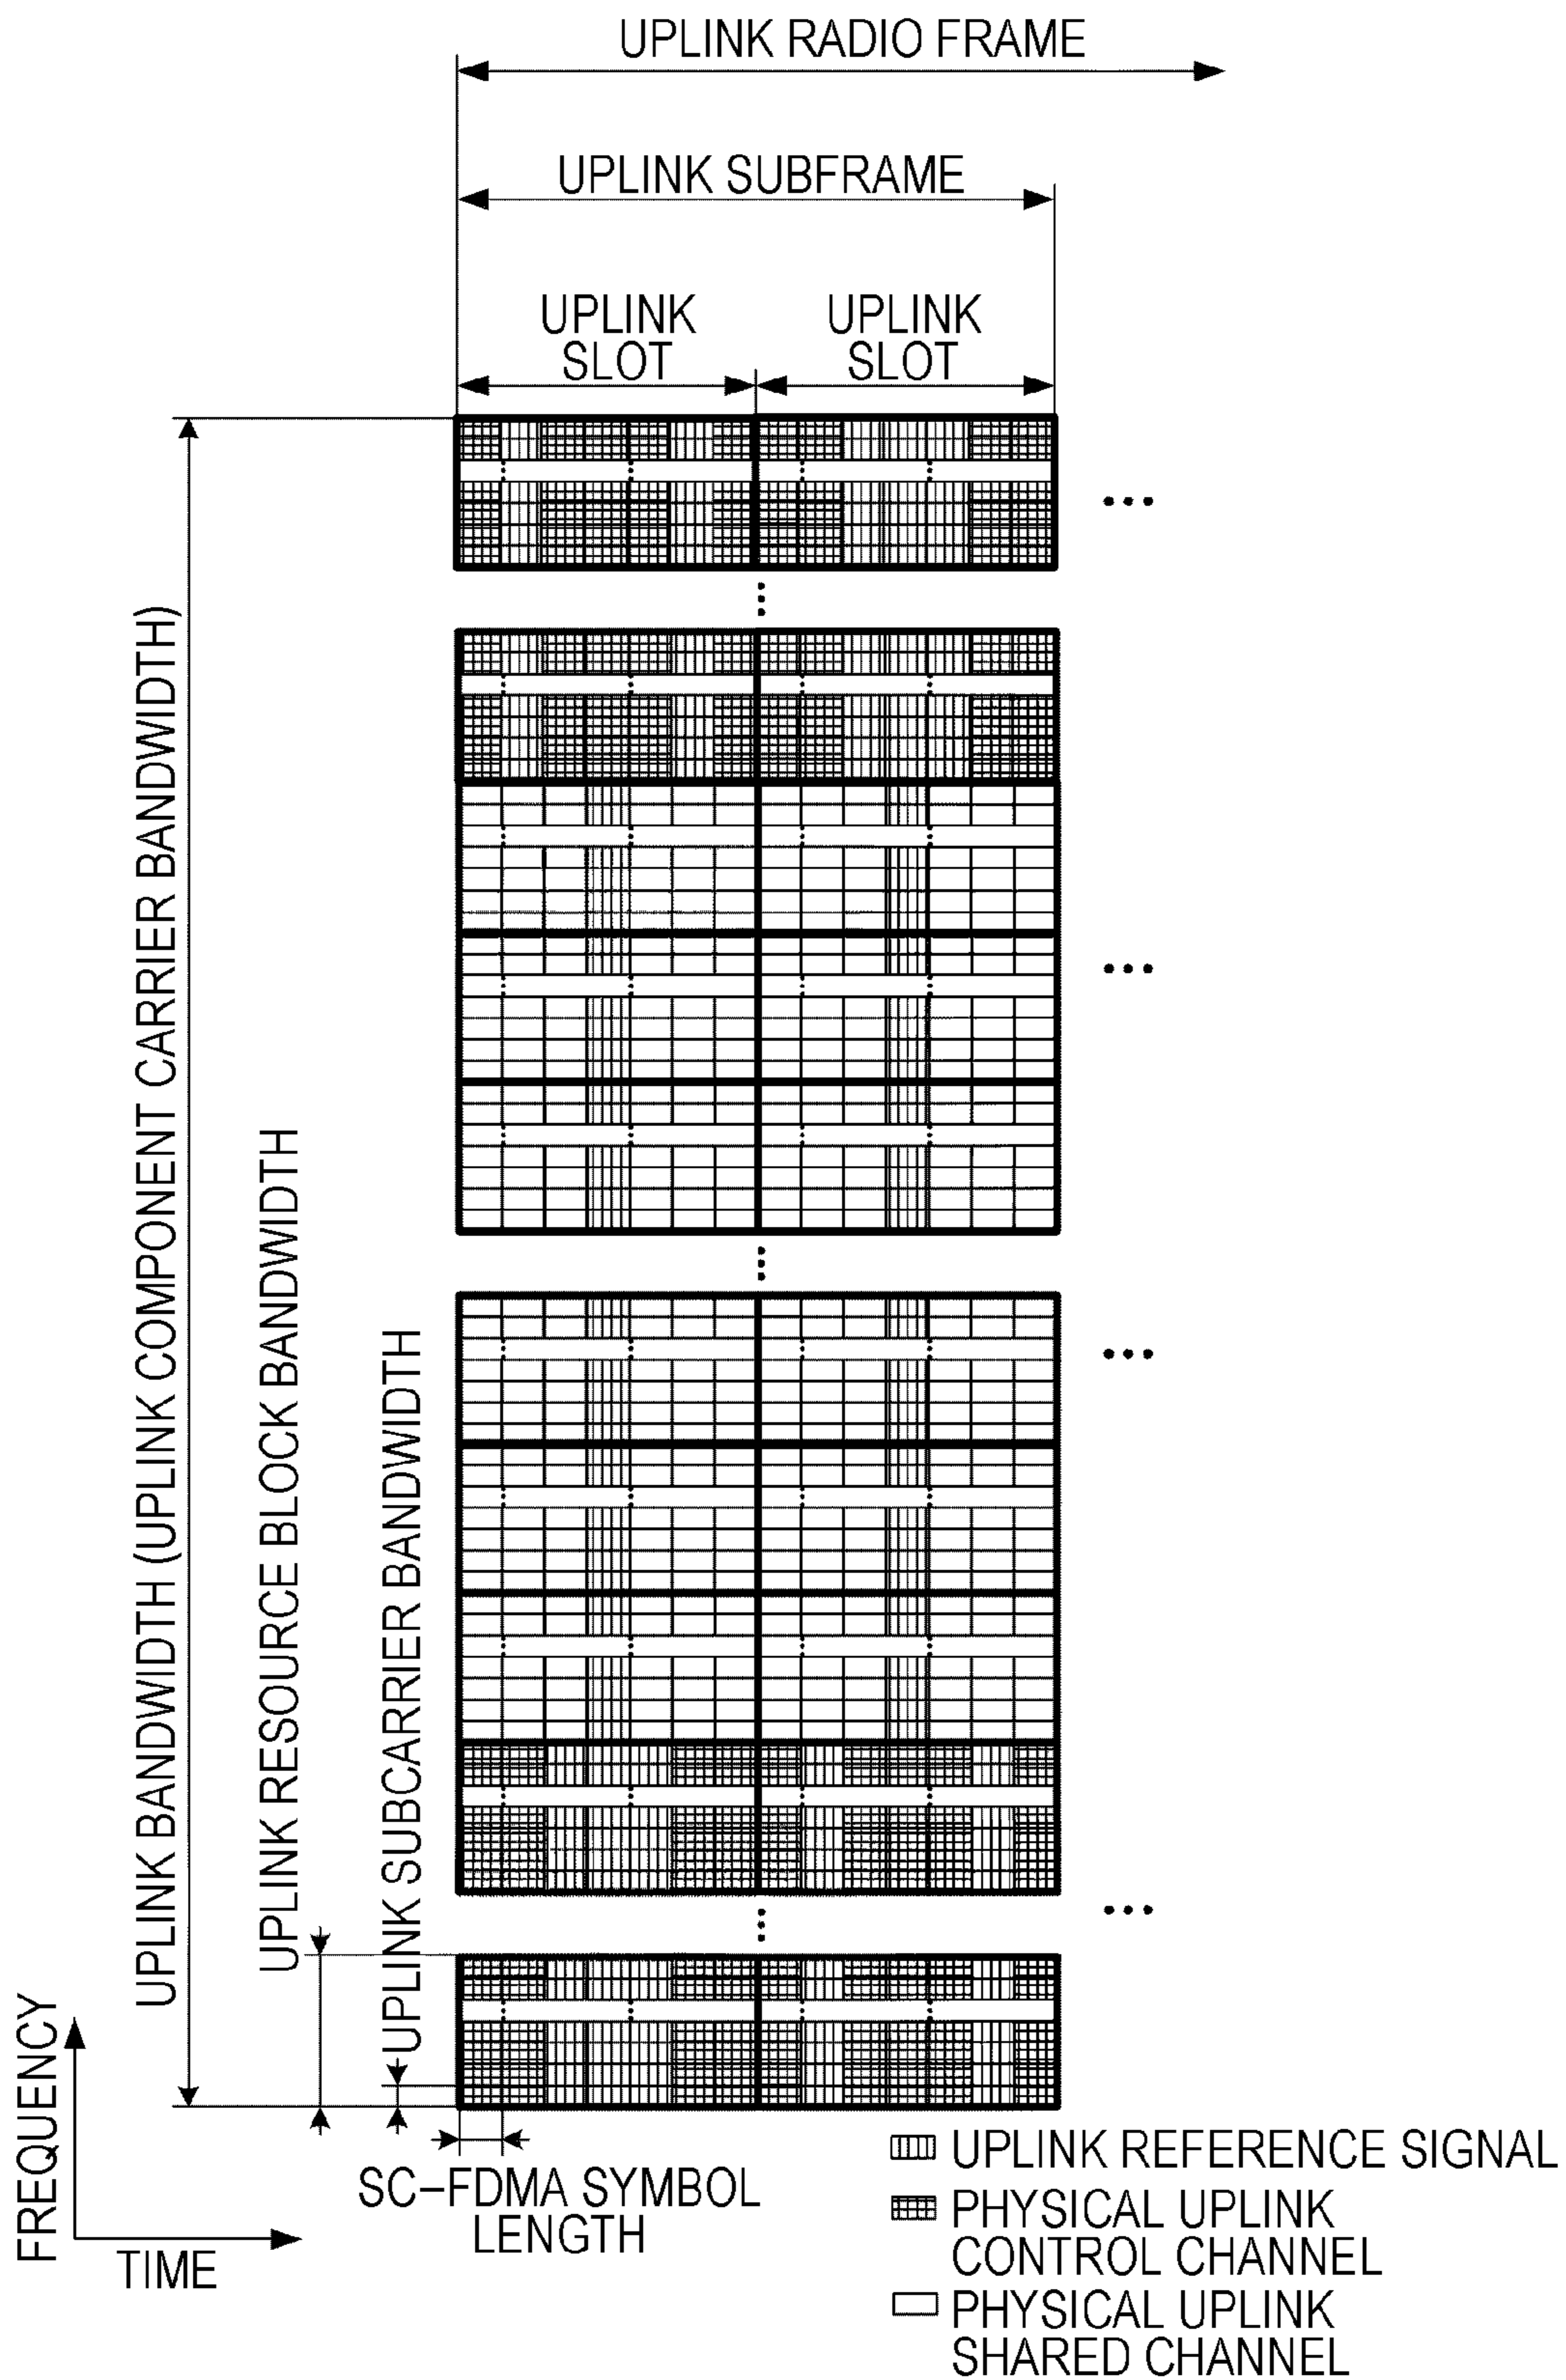 UPLINK RADIO FRAME
UPLINK SUBFRAME
UPLINK
SLOT
UPLINK
SLOT
UPLINK BANDWIDTH (UPLINK COMPONENT CARRIER BANDWIDTH)
UPLINK RESOURCE BLOCK BANDWIDTH
UPLINK SUBCARRIER BANDWIDTH
FREQUENCY
TIME
SC-FDMA SYMBOL
LENGTH
UPLINK REFERENCE SIGNAL
PHYSICAL UPLINK
CONTROL CHANNEL
PHYSICAL UPLINK
SHARED CHANNEL